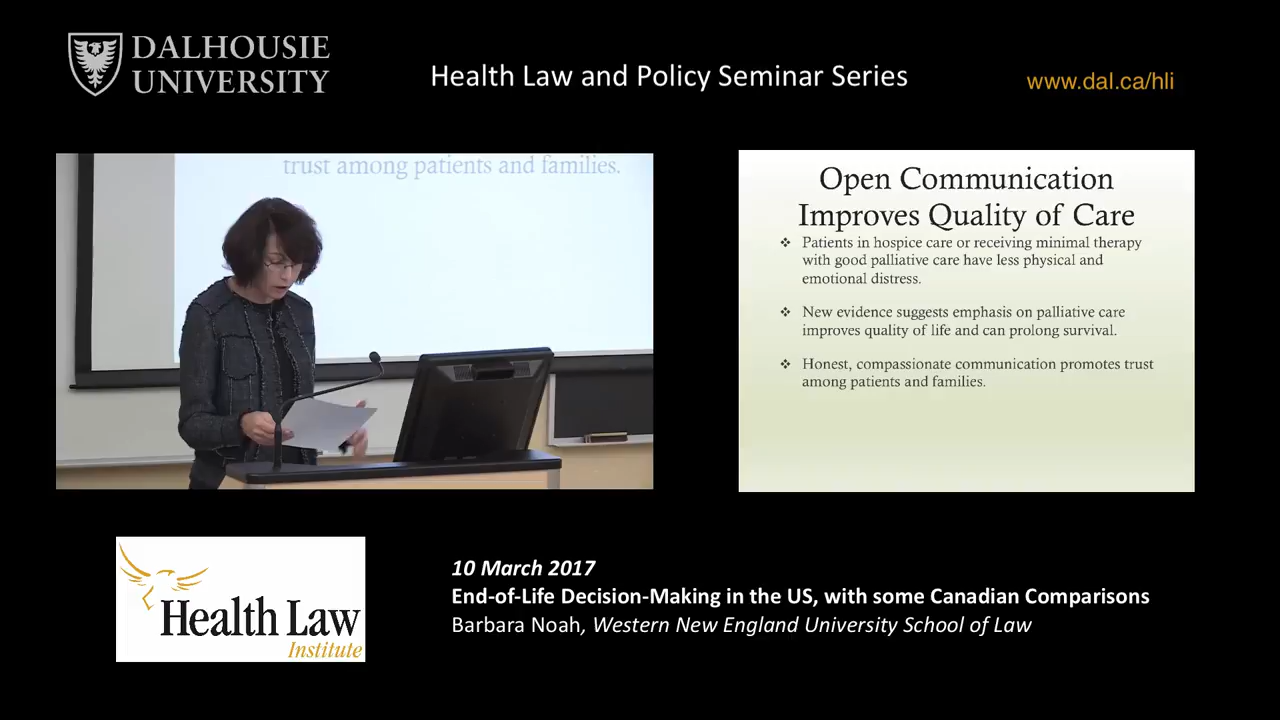 DALHOUSIE
UNIVERSITY
Health Law and Policy Seminar Series
www.dal.ca/hli
trust among patients and families.
Open Communication
Improves Quality of Care
❖ Patients in hospice care or receiving minimal therapy
with good palliative care have less physical and
emotional distress.
❖ New evidence suggests emphasis on palliative care
improves quality of life and can prolong survival.
❖ Honest, compassionate communication promotes trust
among patients and families.
Health Law
Institute
10 March 2017
End-of-Life Decision-Making in the US, with some Canadian Comparisons
Barbara Noah, Western New England University School of Law